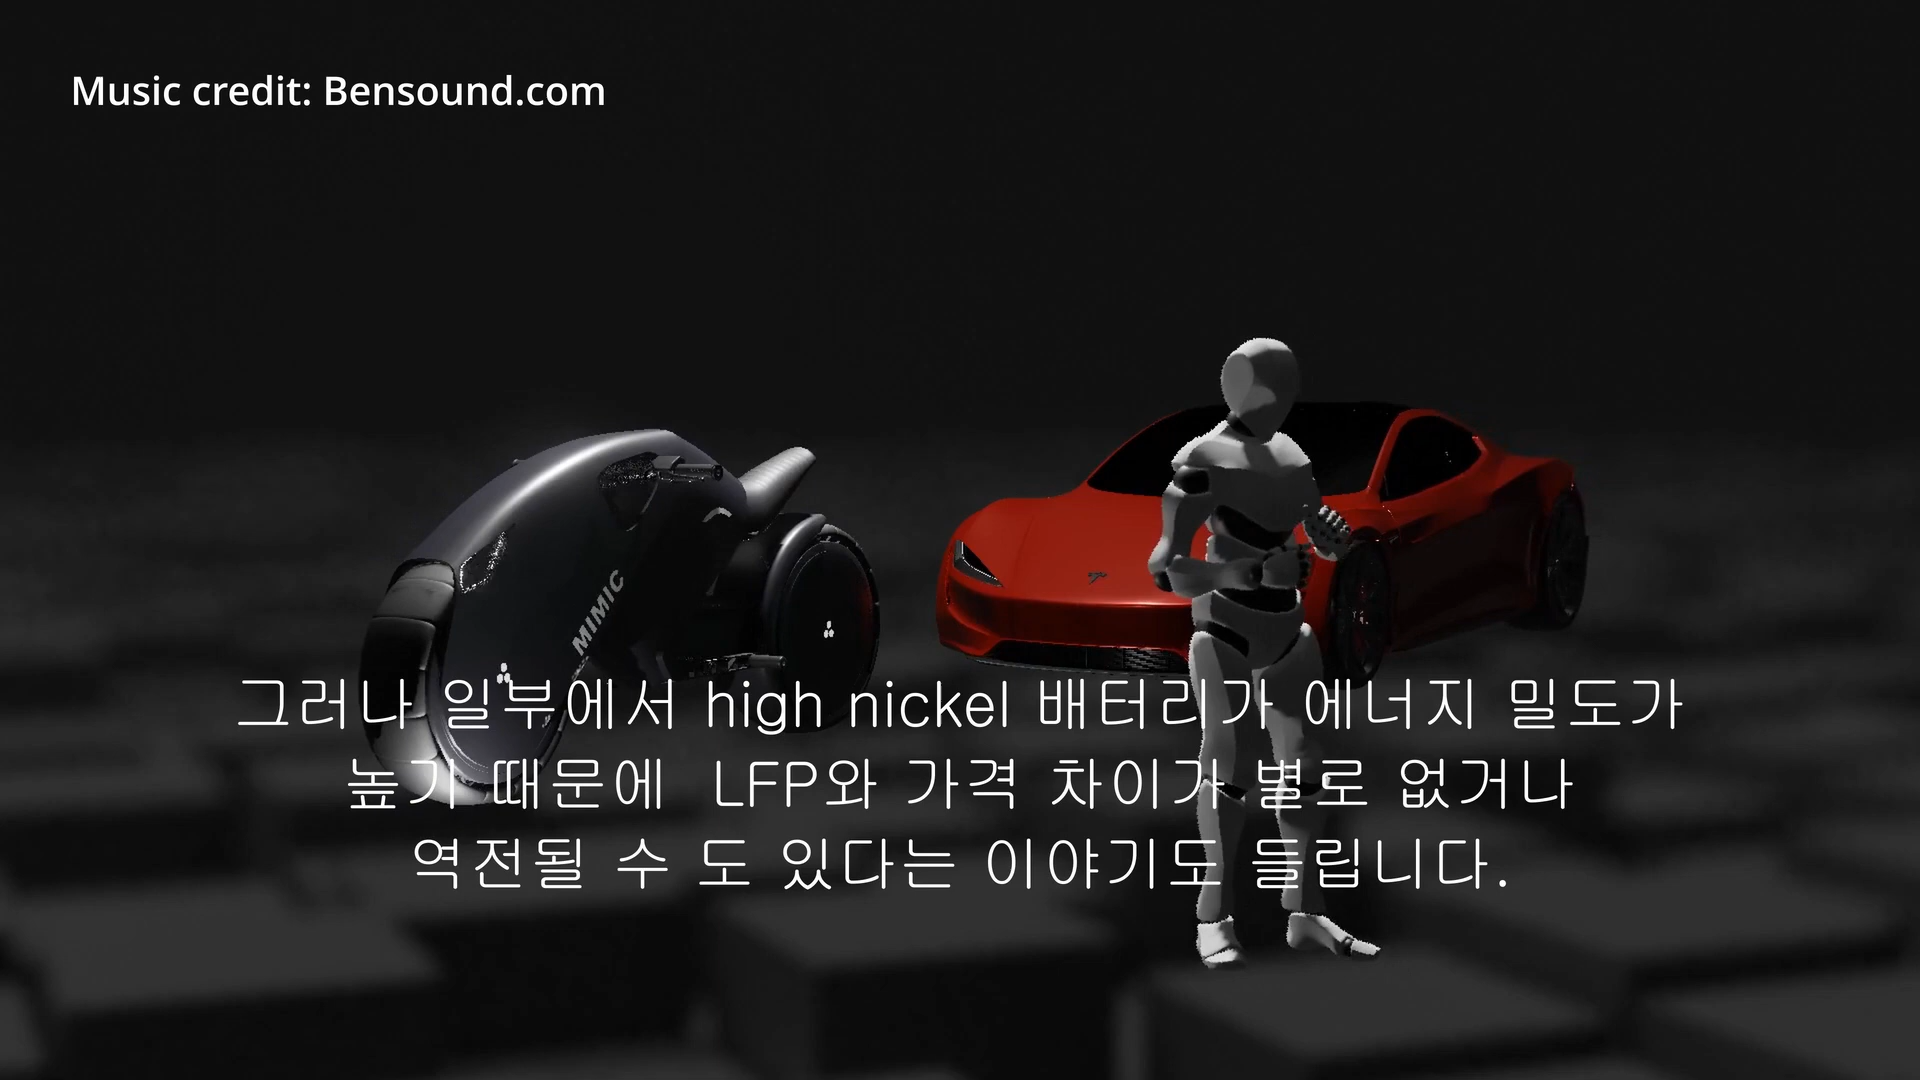 Music credit: Bensound.com
MIMIC
그러나 일부에서 high nickel 배터리가 에너지 밀도가
높기 때문에 LFP와 가격 차이가 별로 없거나
역전될 수 도 있다는 이야기도 들립니다.